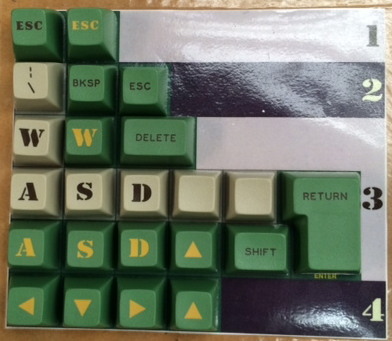 ESC ESC 1
¦ \ BKSP ESC 2
W W DELETE
A S D RETURN 3
A S D ▲ SHIFT ENTER
◀ ▼ ▶ ▲ 4